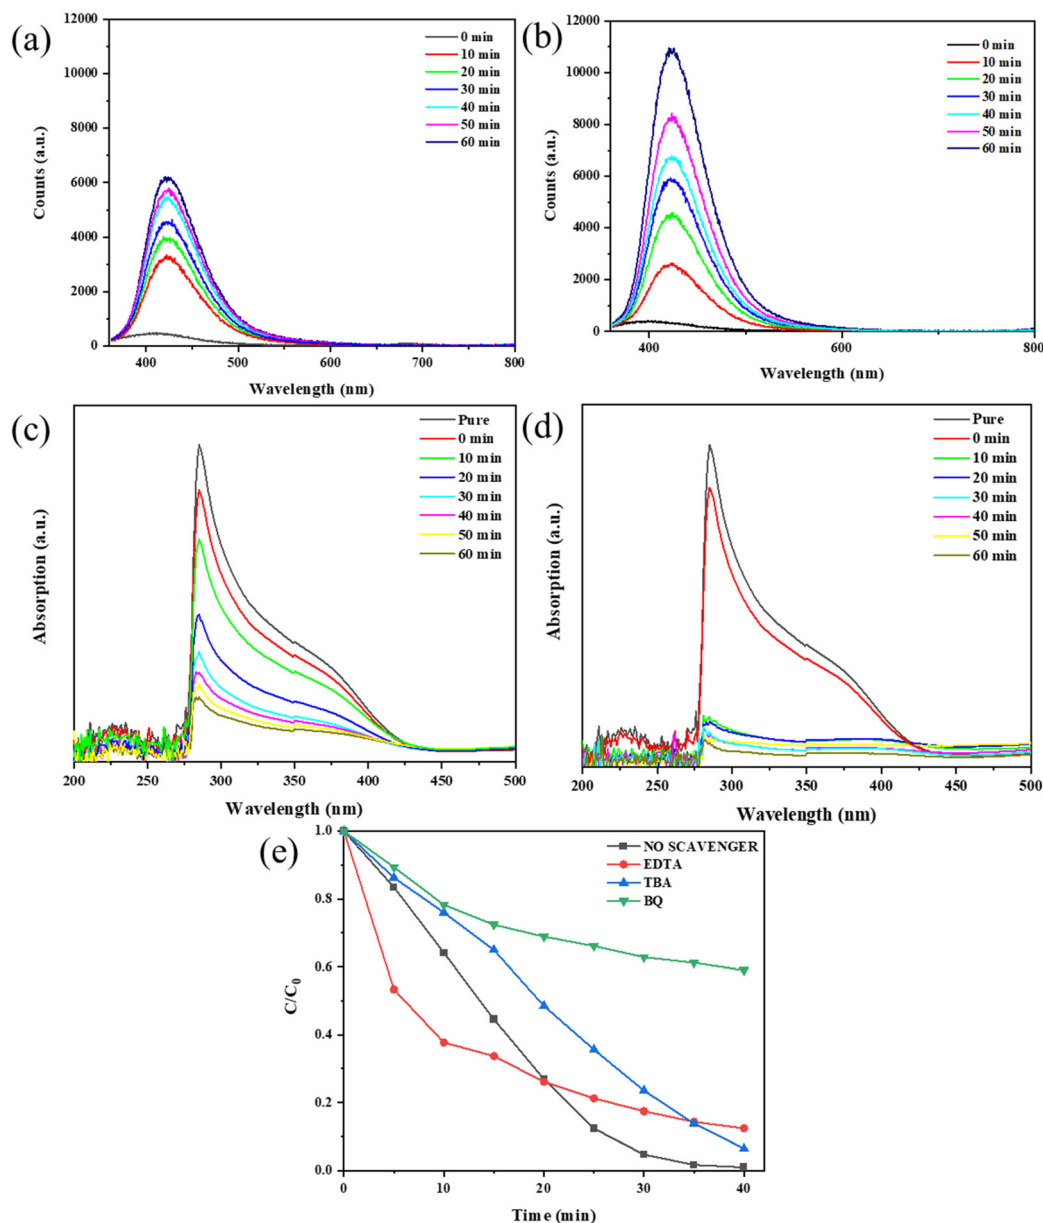 (a)
12000
10000
8000
6000
4000
2000
0
Counts (a.u.)
0 min
10 min
20 min
30 min
40 min
50 min
60 min
400
500
600
700
800
Wavelength (nm)
(b)
12000
10000
8000
6000
4000
2000
0
Counts (a.u.)
0 min
10 min
20 min
30 min
40 min
50 min
60 min
400
600
800
Wavelength (nm)
(c)
Absorption (a.u.)
Pure
0 min
10 min
20 min
30 min
40 min
50 min
60 min
200
250
300
350
400
450
500
Wavelength (nm)
(d)
Absorption (a.u.)
Pure
0 min
10 min
20 min
30 min
40 min
50 min
60 min
200
250
300
350
400
450
500
Wavelength (nm)
(e)
1.0
0.8
0.6
0.4
0.2
0.0
C/C0
NO SCAVENGER
EDTA
TBA
BQ
0
10
20
30
40
Time (min)